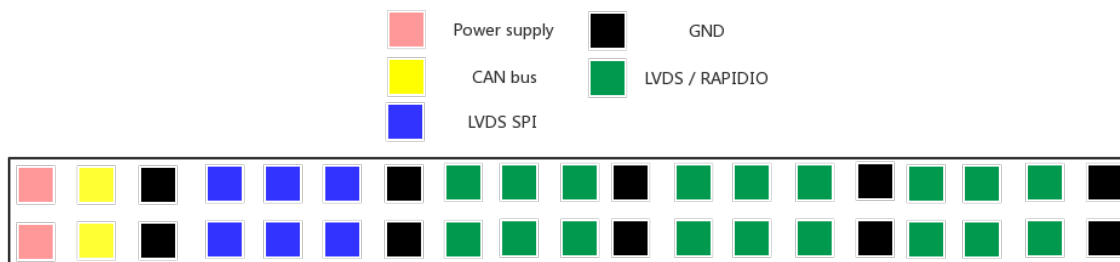 Power supply GND
CAN bus LVDS / RAPIDIO
LVDS SPI